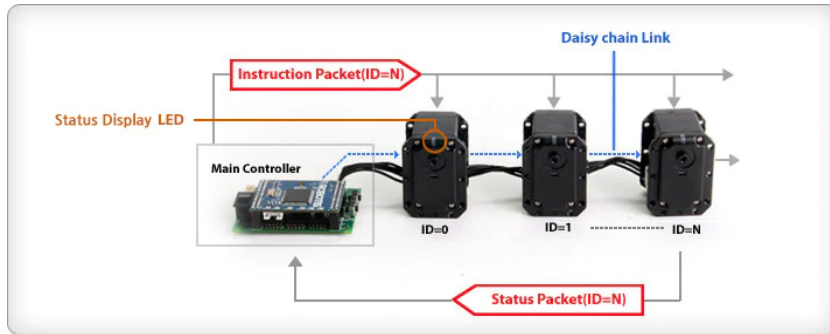 Daisy chain Link
Instruction Packet(ID=N)
Status Display LED
Main Controller
ID=0
ID=1
ID=N
Status Packet(ID=N)